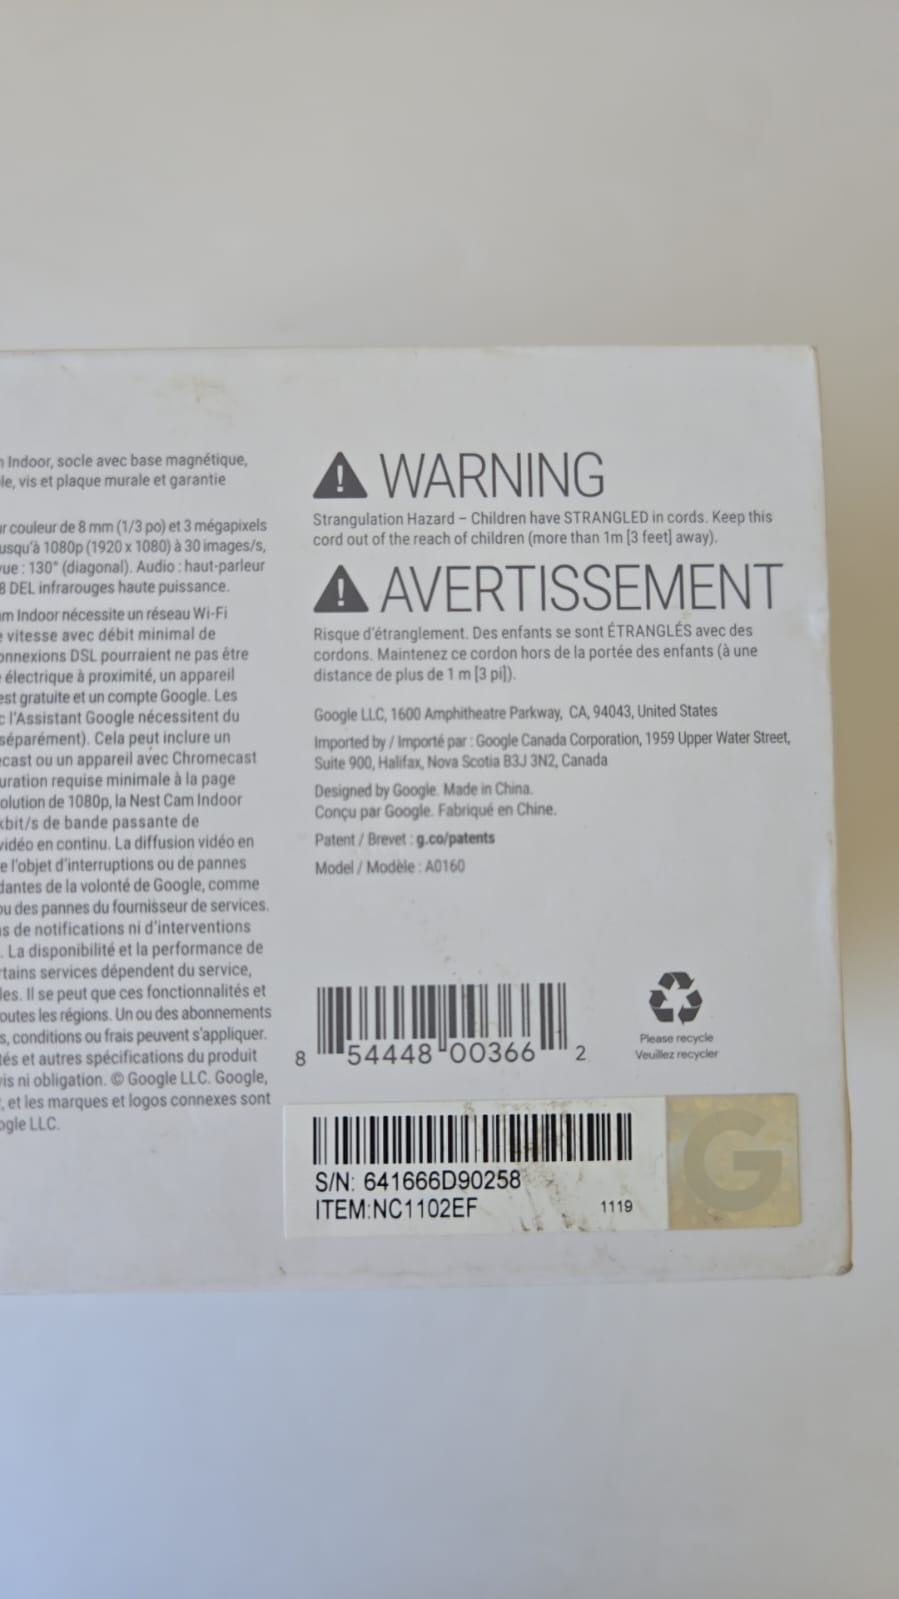 Indoor, socle avec base magnétique,
le, vis et plaque murale et garantie
couleur de 8 mm (1/3 po) et 3 mégapixels
usqu'à 1080p (1920 x 1080) à 30 images/s,
vue : 130° (diagonal). Audio : haut-parleur
8 DEL infrarouges haute puissance.
am Indoor nécessite un réseau Wi-Fi
vitesse avec débit minimal de
onnexions DSL pourraient ne pas être
électrique à proximité, un appareil
est gratuite et un compte Google. Les
c l'Assistant Google nécessitent du
séparément). Cela peut inclure un
ecast ou un appareil avec Chromecast
uration requise minimale à la page
olution de 1080p, la Nest Cam Indoor
kbit/s de bande passante de
vidéo en continu. La diffusion vidéo en
e l'objet d'interruptions ou de pannes
dantes de la volonté de Google, comme
ou des pannes du fournisseur de services.
as de notifications ni d'interventions
. La disponibilité et la performance de
rtains services dépendent du service,
les. Il se peut que ces fonctionnalités et
toutes les régions. Un ou des abonnements
s, conditions ou frais peuvent s'appliquer.
tés et autres spécifications du produit
vis ni obligation. © Google LLC. Google,
, et les marques et logos connexes sont
ogle LLC.
WARNING
Strangulation Hazard – Children have STRANGLED in cords. Keep this
cord out of the reach of children (more than 1m [3 feet] away).
AVERTISSEMENT
Risque d'étranglement. Des enfants se sont ÉTRANGLÉS avec des
cordons. Maintenez ce cordon hors de la portée des enfants (à une
distance de plus de 1 m [3 pi]).
Google LLC, 1600 Amphitheatre Parkway, CA, 94043, United States
Imported by / Importé par : Google Canada Corporation, 1959 Upper Water Street,
Suite 900, Halifax, Nova Scotia B3J 3N2, Canada
Designed by Google. Made in China.
Conçu par Google. Fabriqué en Chine.
Patent / Brevet : g.co/patents
Model / Modèle : A0160
8 54448 00366 2
Please recycle
Veuillez recycler
S/N: 641666D90258
ITEM:NC1102EF 1119
G